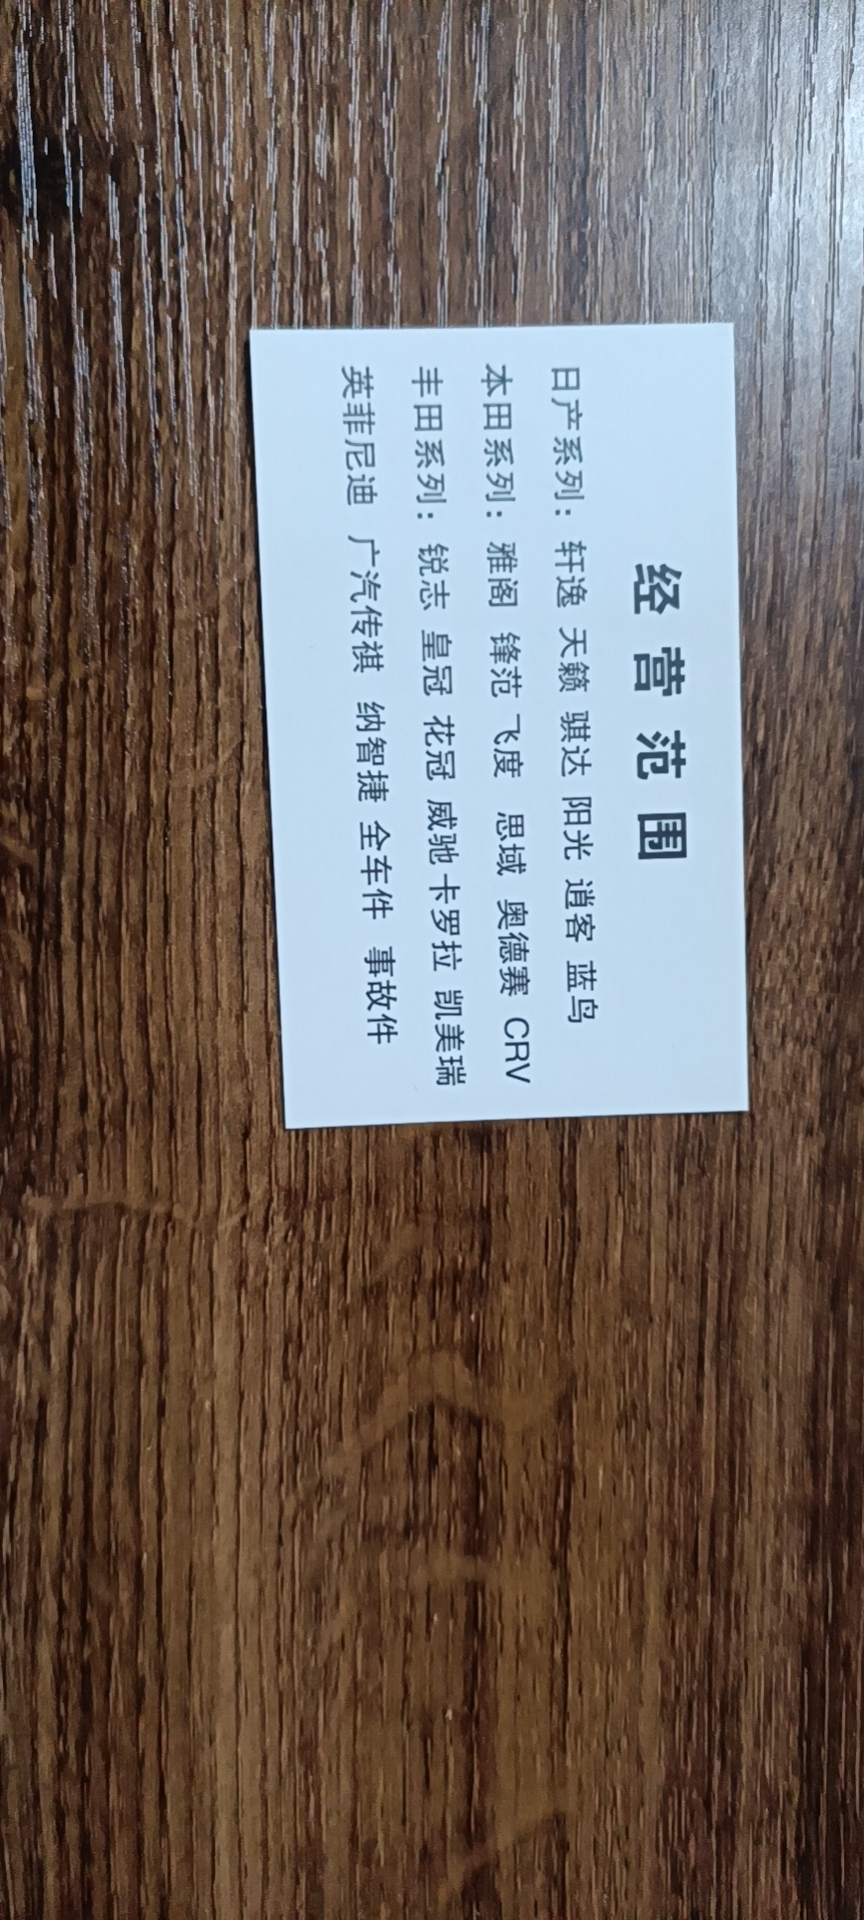 经营范围
日产系列：轩逸 天籁 骐达 阳光 逍客 蓝鸟
本田系列：雅阁 锋范 飞度 思域 奥德赛 CRV
丰田系列：锐志 皇冠 花冠 威驰 卡罗拉 凯美瑞
英菲尼迪 广汽传祺 纳智捷 全车件 事故件